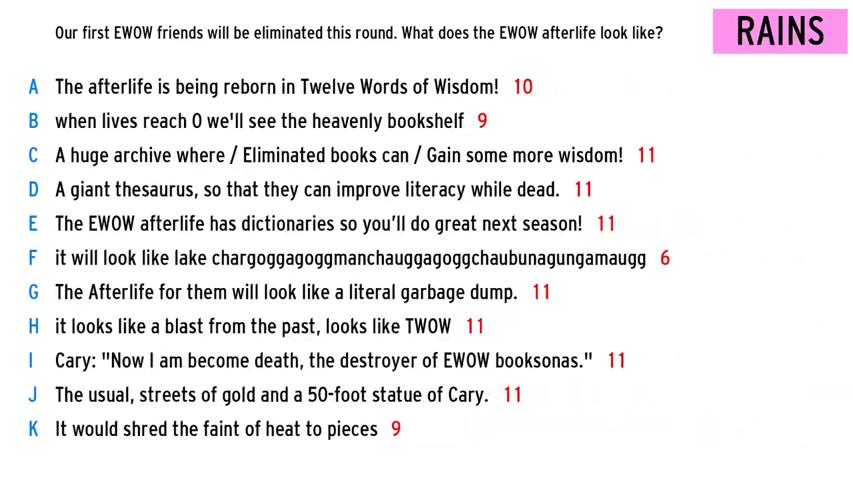 Our first EWOW friends will be eliminated this round. What does the EWOW afterlife look like?
RAINS
A The afterlife is being reborn in Twelve Words of Wisdom! 10
B when lives reach 0 we'll see the heavenly bookshelf 9
C A huge archive where / Eliminated books can / Gain some more wisdom! 11
D A giant thesaurus, so that they can improve literacy while dead. 11
E The EWOW afterlife has dictionaries so you'll do great next season! 11
F it will look like lake chargoggagoggmanchauggagoggchaubunagungamaugg 6
G The Afterlife for them will look like a literal garbage dump. 11
H it looks like a blast from the past, looks like TWOW 11
I Cary: "Now I am become death, the destroyer of EWOW booksonas." 11
J The usual, streets of gold and a 50-foot statue of Cary. 11
K It would shred the faint of heat to pieces 9